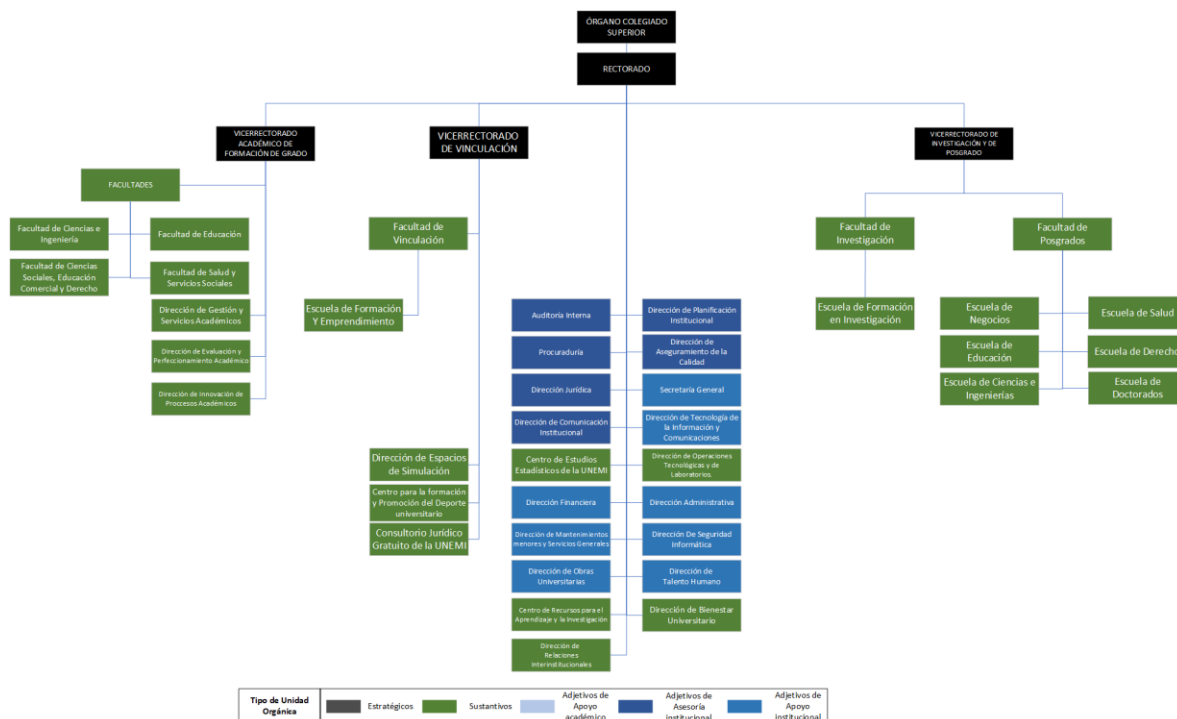 ÓRGANO COLEGIADO
SUPERIOR
RECTORADO
VICERRECTORADO
ACADÉMICO DE
FORMACIÓN DE GRADO
VICERRECTORADO
DE VINCULACIÓN
VICERRECTORADO DE
INVESTIGACIÓN Y DE
POSGRADO
FACULTADES
Facultad de Ciencias e
Ingeniería
Facultad de Educación
Facultad de Ciencias
Sociales, Educación
Comercial y Derecho
Facultad de Salud y
Servicios Sociales
Dirección de Gestión y
Servicios Académicos
Dirección de Evaluación y
Perfeccionamiento Académico
Dirección de Innovación de
Proccesos Académicos
Facultad de
Vinculación
Escuela de Formación
Y Emprendimiento
Dirección de Espacios
de Simulación
Centro para la formación
y Promoción del Deporte
universitario
Consultorio Jurídico
Gratuito de la UNEMI
Auditoría Interna
Dirección de Planificación
Institucional
Procuraduría
Dirección de
Aseguramiento de la
Calidad
Dirección Jurídica
Secretaría General
Dirección de Comunicación
Institucional
Dirección de Tecnología de
la Información y
Comunicaciones
Centro de Estudios
Estadísticos de la UNEMI
Dirección de Operaciones
Tecnológicas y de
Laboratorios.
Dirección Financiera
Dirección Administrativa
Dirección de Mantenimientos
menores y Servicios Generales
Dirección De Seguridad
Informática
Dirección de Obras
Universitarias
Dirección de
Talento Humano
Centro de Recursos para el
Aprendizaje y la Investigación
Dirección de Bienestar
Universitario
Dirección de
Relaciones
Interinstitucionales
Facultad de
Investigación
Facultad de
Posgrados
Escuela de Formación
en Investigación
Escuela de
Negocios
Escuela de Salud
Escuela de
Educación
Escuela de Derecho
Escuela de Ciencias e
Ingenierías
Escuela de
Doctorados
Tipo de Unidad
Orgánica
Estratégicos
Sustantivos
Adjetivos de
Apoyo
académico
Adjetivos de
Asesoría
institucional
Adjetivos de
Apoyo
Institucional